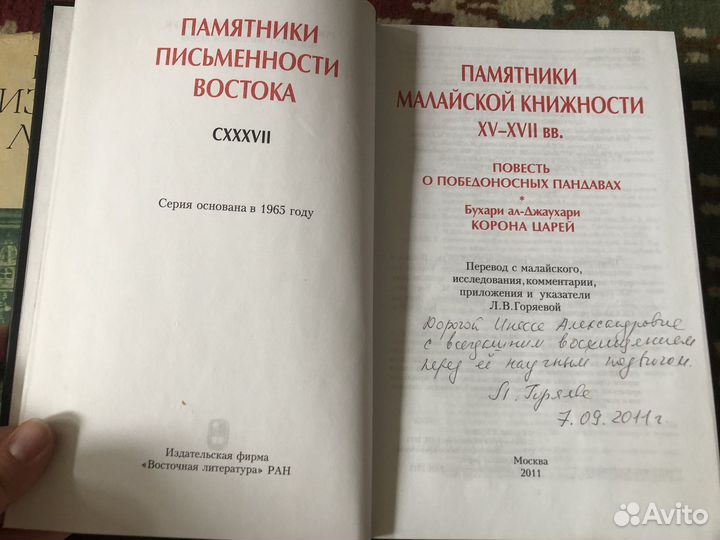 ПАМЯТНИКИ
ПИСЬМЕННОСТИ
ВОСТОКА
CXXXVII
Серия основана в 1965 году
Издательская фирма
«Восточная литература» РАН
ПАМЯТНИКИ
МАЛАЙСКОЙ КНИЖНОСТИ
XV–XVII вв.
ПОВЕСТЬ
О ПОБЕДОНОСНЫХ ПАНДАВАХ
*
Бухари ал-Джаухари
КОРОНА ЦАРЕЙ
Перевод с малайского,
исследования, комментарии,
приложения и указатели
Л.В.Горяевой
Дорогой Инессе Александровне
с всегдашним восхищением
перед её научным подвигом.
Л. Горяева
7.09.2011 г.
Москва
2011
Avito